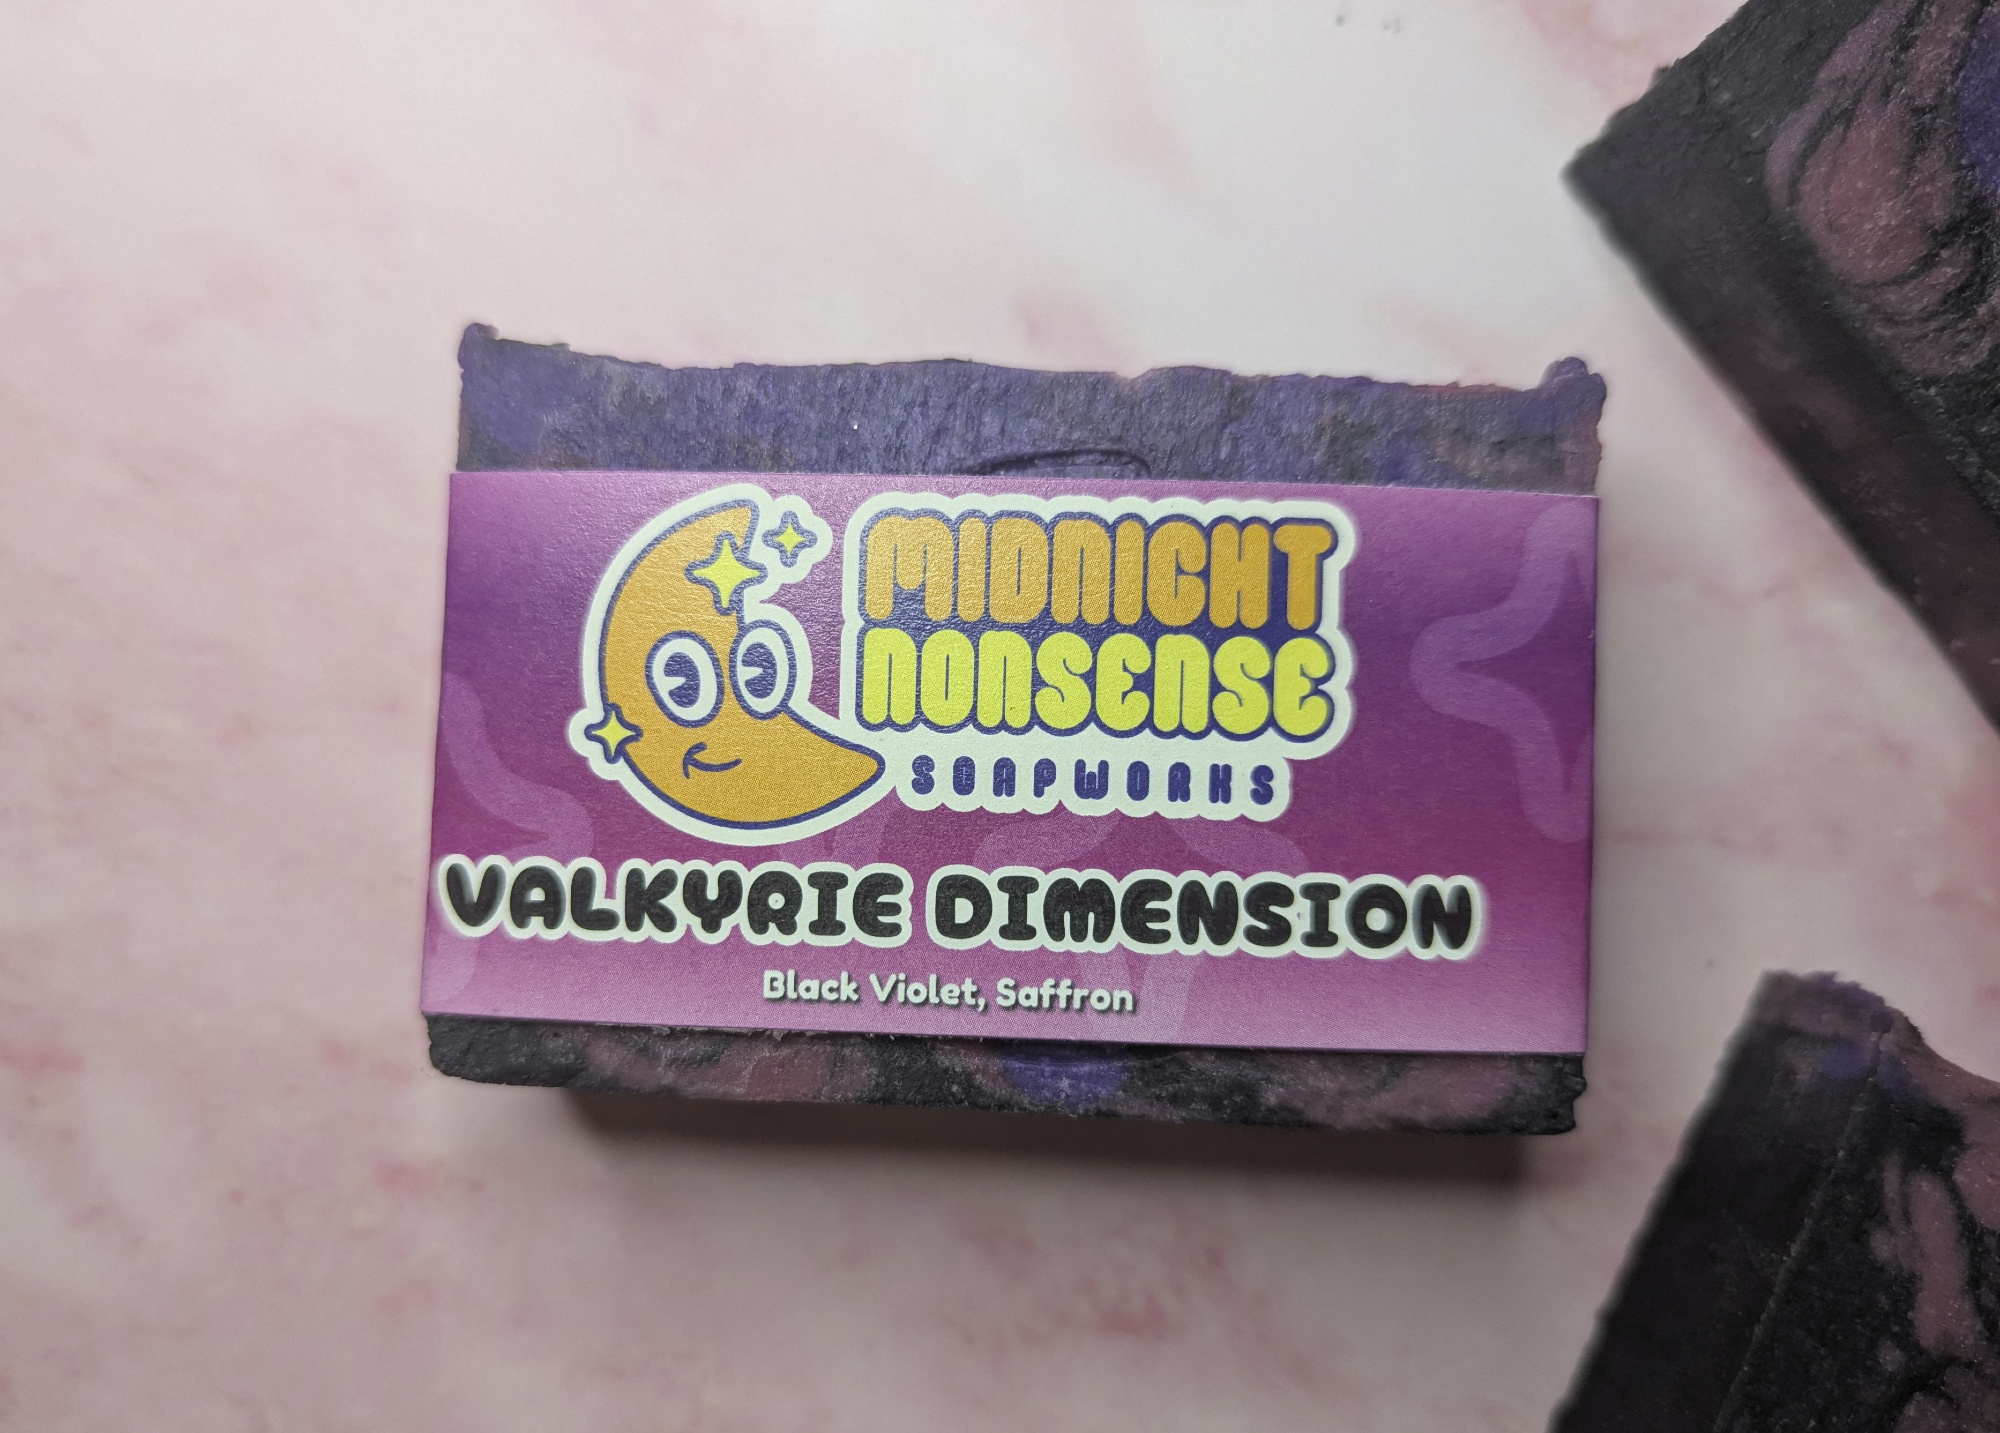 MIDNIGHT
NONSENSE
SOAPWORKS
VALKYRIE DIMENSION
Black Violet, Saffron